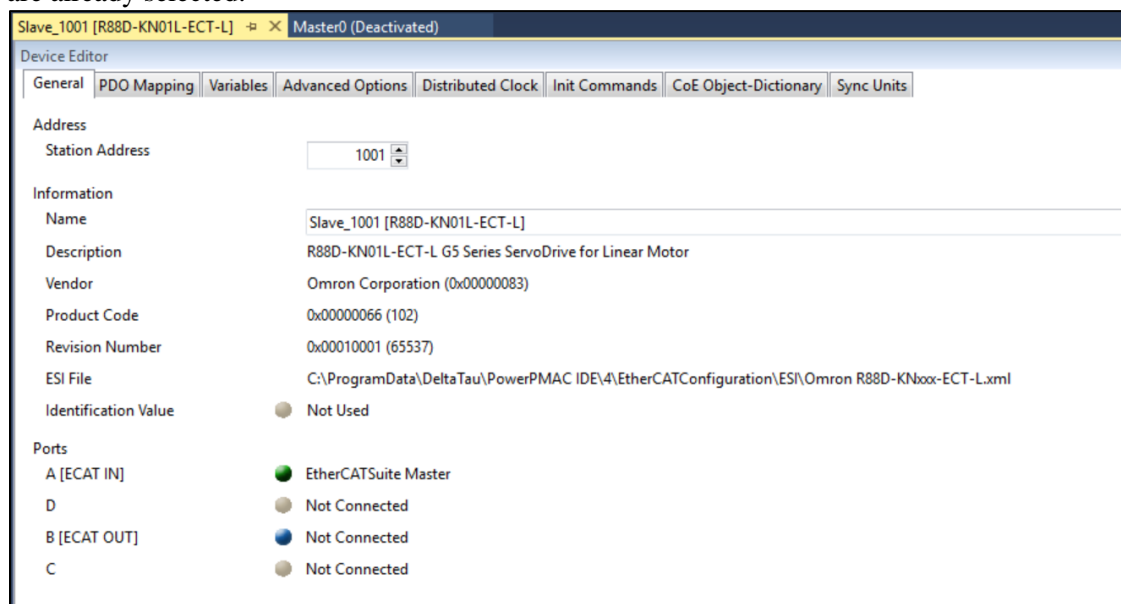 are already selected.
Slave_1001 [R88D-KN01L-ECT-L] Master0 (Deactivated)
Device Editor
General PDO Mapping Variables Advanced Options Distributed Clock Init Commands CoE Object-Dictionary Sync Units
Address
Station Address 1001
Information
Name Slave_1001 [R88D-KN01L-ECT-L]
Description R88D-KN01L-ECT-L G5 Series ServoDrive for Linear Motor
Vendor Omron Corporation (0x00000083)
Product Code 0x00000066 (102)
Revision Number 0x00010001 (65537)
ESI File C:\ProgramData\DeltaTau\PowerPMAC IDE\4\EtherCATConfiguration\ESI\Omron R88D-KNxxx-ECT-L.xml
Identification Value Not Used
Ports
A [ECAT IN] EtherCATSuite Master
D Not Connected
B [ECAT OUT] Not Connected
C Not Connected